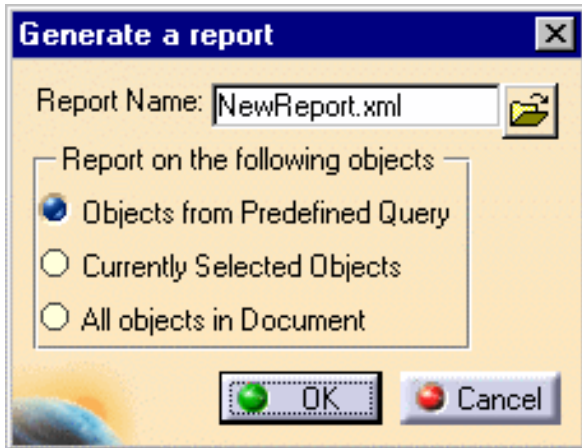 Generate a report
Report Name: NewReport.xml
Report on the following objects
Objects from Predefined Query
Currently Selected Objects
All objects in Document
OK Cancel